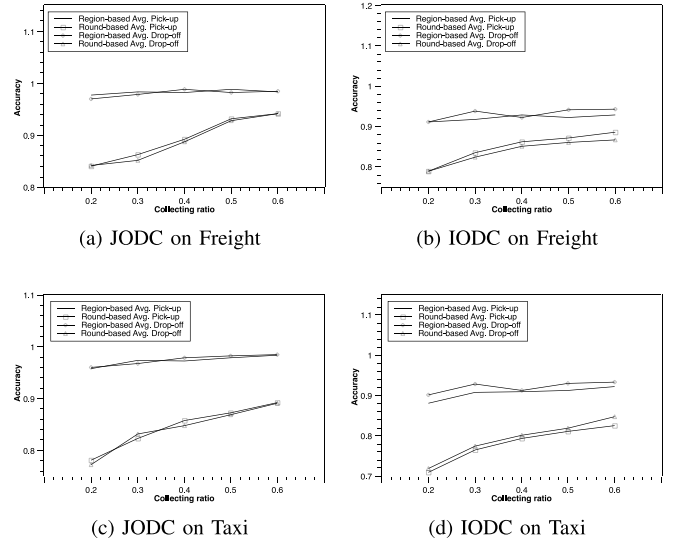 Region-based Avg. Pick-up
Round-based Avg. Pick-up
Region-based Avg. Drop-off
Round-based Avg. Drop-off
Accuracy
1.1
1
0.9
0.8
0.2 0.3 0.4 0.5 0.6
Collecting ratio
(a) JODC on Freight
Region-based Avg. Pick-up
Round-based Avg. Pick-up
Region-based Avg. Drop-off
Round-based Avg. Drop-off
Accuracy
1.2
1.1
1
0.9
0.8
0.2 0.3 0.4 0.5 0.6
Collecting ratio
(b) IODC on Freight
Region-based Avg. Pick-up
Round-based Avg. Pick-up
Region-based Avg. Drop-off
Round-based Avg. Drop-off
Accuracy
1.1
1
0.9
0.8
0.2 0.3 0.4 0.5 0.6
Collecting ratio
(c) JODC on Taxi
Region-based Avg. Pick-up
Round-based Avg. Pick-up
Region-based Avg. Drop-off
Round-based Avg. Drop-off
Accuracy
1.1
1
0.9
0.8
0.7
0.2 0.3 0.4 0.5 0.6
Collecting ratio
(d) IODC on Taxi